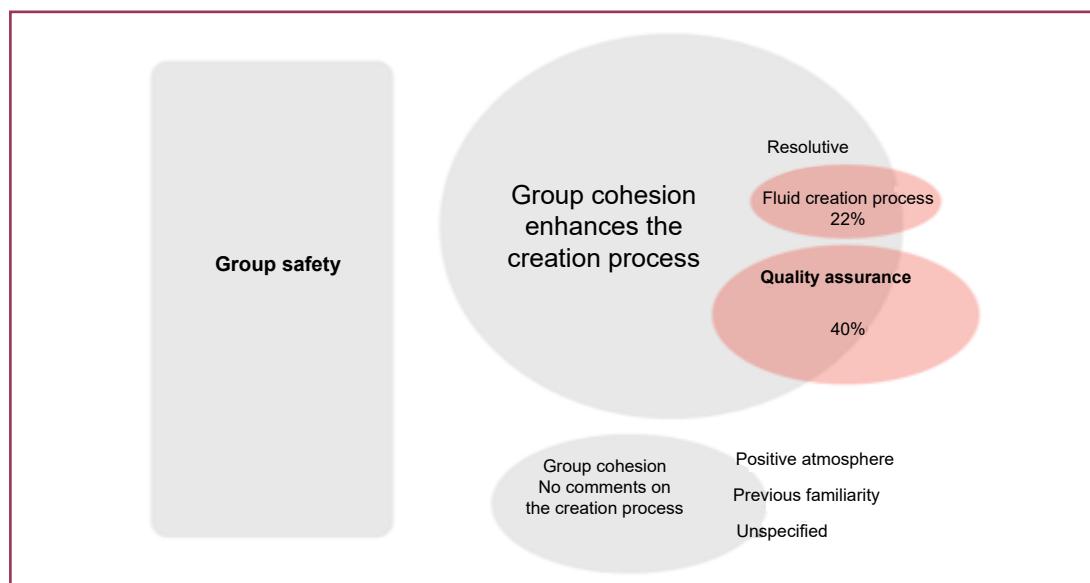 Group safety
Group cohesion
enhances the
creation process
Resolutive
Fluid creation process
22%
Quality assurance
40%
Group cohesion
No comments on
the creation process
Positive atmosphere
Previous familiarity
Unspecified